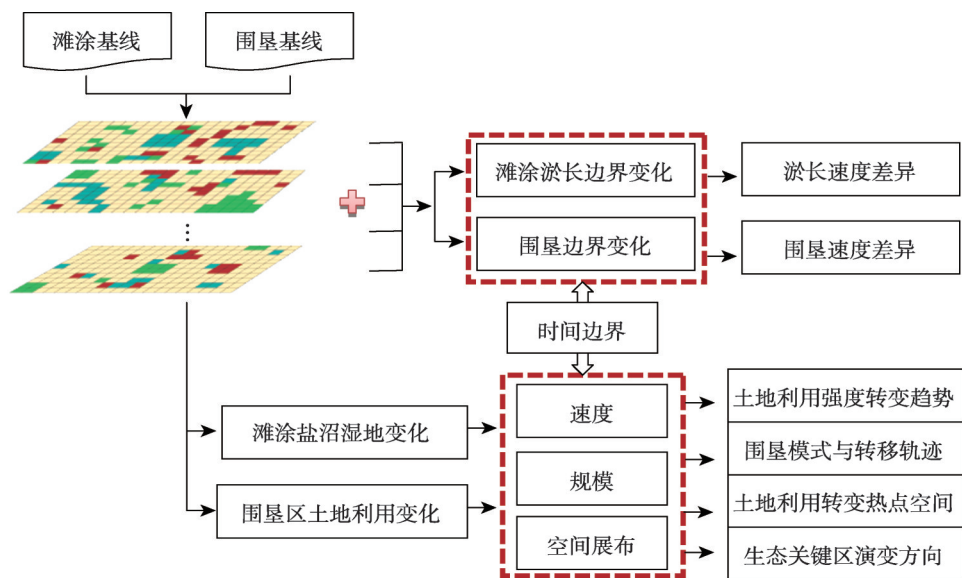 滩涂基线
围垦基线
滩涂淤长边界变化
淤长速度差异
围垦边界变化
围垦速度差异
时间边界
速度
土地利用强度转变趋势
滩涂盐沼湿地变化
围垦模式与转移轨迹
规模
围垦区土地利用变化
土地利用转变热点空间
空间展布
生态关键区演变方向